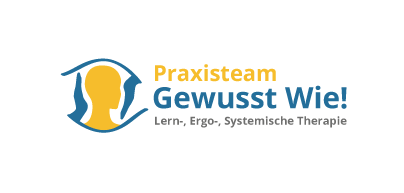 Praxisteam
Gewusst Wie!
Lern-, Ergo-, Systemische Therapie